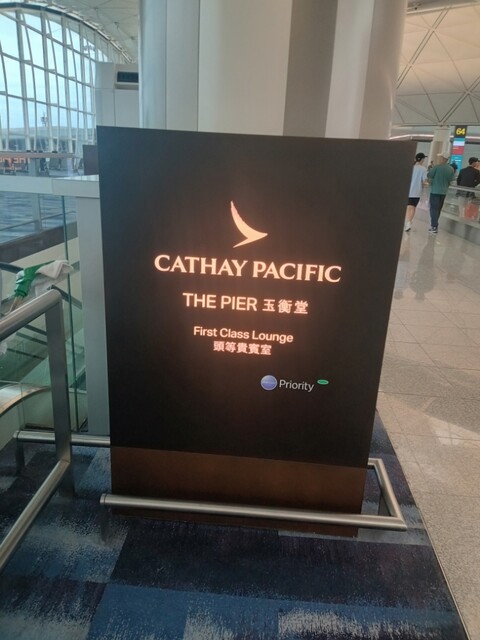 64
CATHAY PACIFIC
THE PIER 玉衡堂
First Class Lounge
頭等貴賓室
Priority